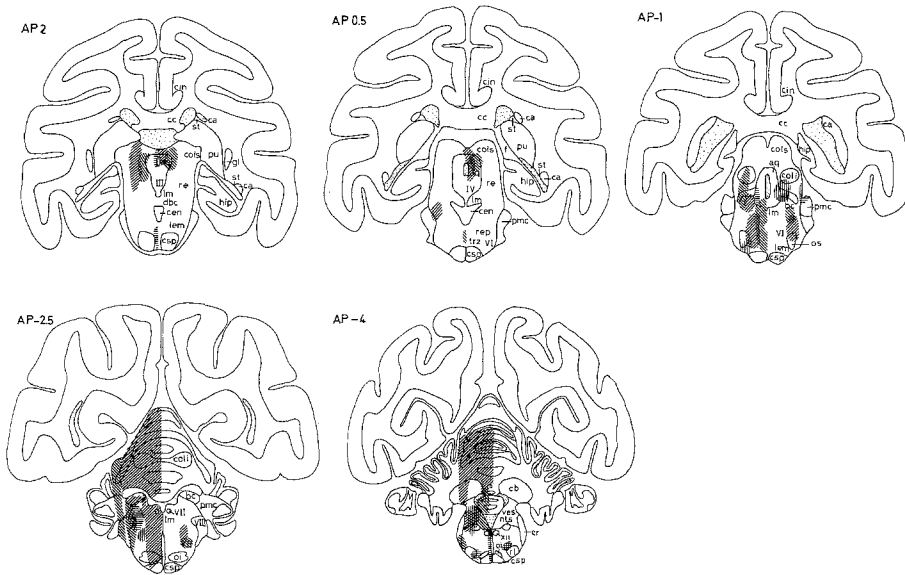 AP 2
cin
cc
ca
st
cols
pu
gl
st
ca
III
re
hip
lm
dbc
cen
lem
csp
AP 0.5
cin
cc
ca
st
cols
f
pu
st
ca
IV
re
hip
lm
cen
pmc
rep
trz
VI
csp
AP-1
cin
cc
ca
cols
hip
aq
coli
bc
pmc
lm
VI
os
lem
csp
AP-2.5
coli
bc
pmc
VII
lm
VIII
oi
csp
AP-4
cb
ves
nts
cr
XII
csp